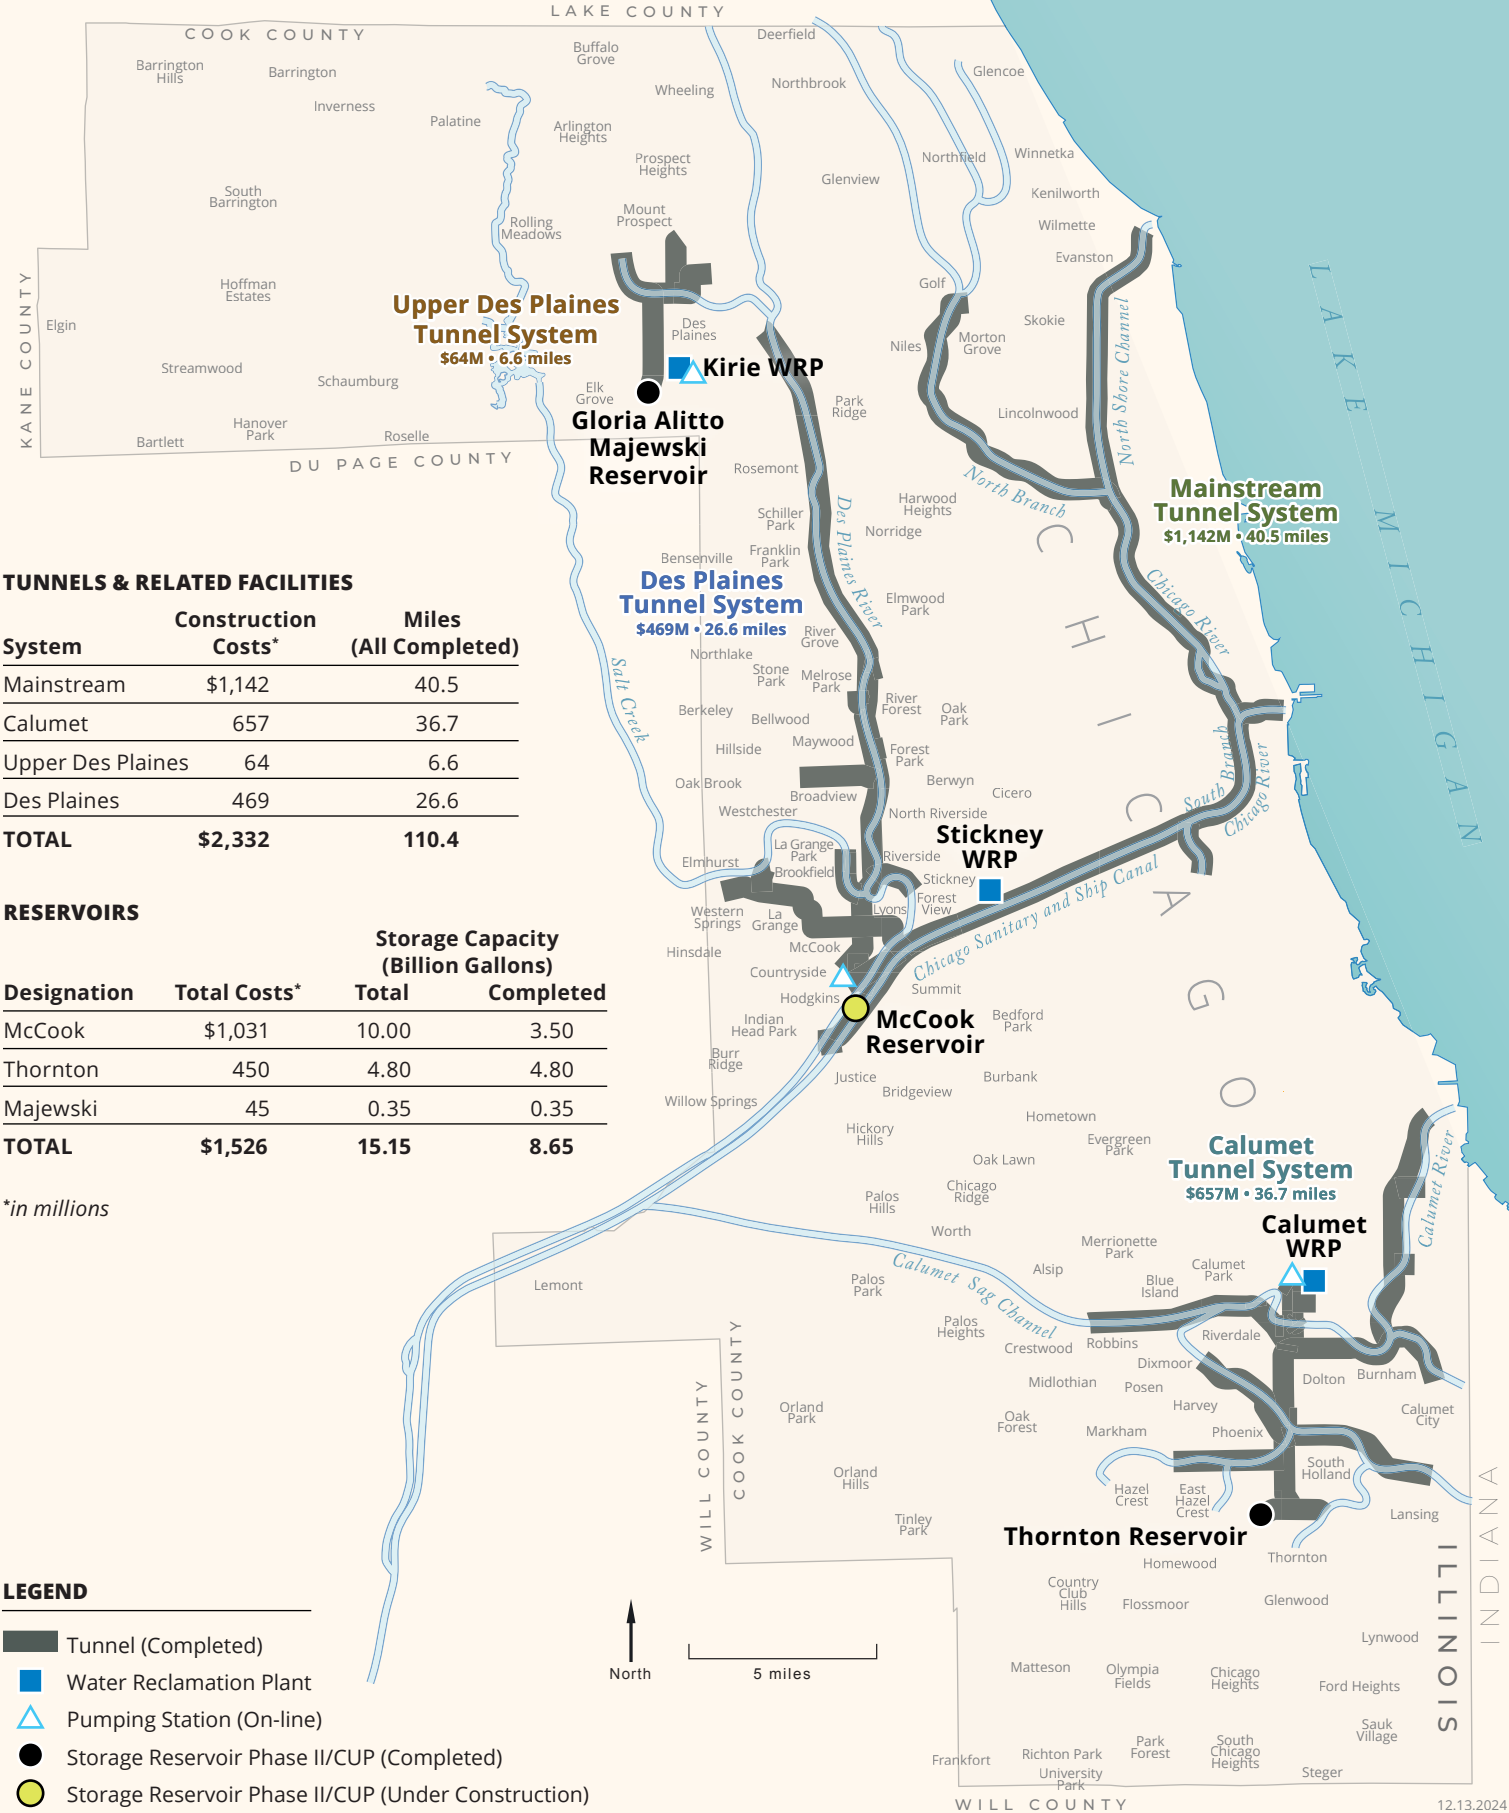 LAKE COUNTY
COOK COUNTY
Deerfield
Buffalo
Grove
Barrington
Hills
Barrington
Glencoe
Northbrook
Wheeling
Inverness
Palatine
Arlington
Heights
Northfield
Winnetka
Prospect
Heights
Glenview
Kenilworth
South
Barrington
Mount
Prospect
Rolling
Meadows
Wilmette
Evanston
Golf
Hoffman
Estates
Upper Des Plaines
Tunnel System
$64M • 6.6 miles
Elgin
KANE COUNTY
Des
Plaines
Skokie
Niles
Morton
Grove
North Shore Channel
LAKE MICHIGAN
Kirie WRP
Streamwood
Schaumburg
Elk
Grove
Park
Ridge
Lincolnwood
Gloria Alitto
Majewski
Reservoir
Hanover
Park
Bartlett
Roselle
DU PAGE COUNTY
Rosemont
North Branch
Mainstream
Tunnel System
$1,142M • 40.5 miles
Harwood
Heights
Schiller
Park
Des Plaines River
Norridge
CHICAGO
Bensenville
Franklin
Park
Des Plaines
Tunnel System
$469M • 26.6 miles
Elmwood
Park
Chicago River
River
Grove
Northlake
Stone
Park
Melrose
Park
Salt Creek
Berkeley
Bellwood
River
Forest
Oak
Park
Hillside
Maywood
Forest
Park
Oak Brook
Broadview
Berwyn
Cicero
South Branch
Chicago River
Westchester
North Riverside
Stickney
WRP
La Grange
Park
Elmhurst
Brookfield
Riverside
Stickney
Forest
View
Lyons
Western
Springs
La
Grange
Chicago Sanitary and Ship Canal
Hinsdale
McCook
Countryside
Hodgkins
Summit
Indian
Head Park
McCook
Reservoir
Bedford
Park
Burr
Ridge
Justice
Burbank
Bridgeview
Willow Springs
Hometown
Hickory
Hills
Evergreen
Park
Oak Lawn
Calumet
Tunnel System
$657M • 36.7 miles
Calumet River
Chicago
Ridge
Palos
Hills
Worth
Calumet
WRP
Merrionette
Park
Alsip
Calumet
Park
Blue
Island
Lemont
Palos
Park
Calumet Sag Channel
Palos
Heights
Crestwood
Robbins
Riverdale
Dixmoor
Midlothian
Posen
Dolton
Burnham
Harvey
Calumet
City
Orland
Park
Oak
Forest
Markham
Phoenix
WILL COUNTY
COOK COUNTY
Orland
Hills
South
Holland
Hazel
Crest
East
Hazel
Crest
Lansing
Tinley
Park
Thornton Reservoir
Thornton
Homewood
Country
Club
Hills
Flossmoor
Glenwood
Lynwood
ILLINOIS
INDIANA
Matteson
Olympia
Fields
Chicago
Heights
Ford Heights
Sauk
Village
Frankfort
Richton Park
Park
Forest
South
Chicago
Heights
University
Park
Steger
WILL COUNTY
12.13.2024
TUNNELS & RELATED FACILITIES
System Construction Costs* Miles (All Completed)
Mainstream $1,142 40.5
Calumet 657 36.7
Upper Des Plaines 64 6.6
Des Plaines 469 26.6
TOTAL $2,332 110.4
RESERVOIRS
Storage Capacity
(Billion Gallons)
Designation Total Costs* Total Completed
McCook $1,031 10.00 3.50
Thornton 450 4.80 4.80
Majewski 45 0.35 0.35
TOTAL $1,526 15.15 8.65
*in millions
LEGEND
Tunnel (Completed)
Water Reclamation Plant
Pumping Station (On-line)
Storage Reservoir Phase II/CUP (Completed)
Storage Reservoir Phase II/CUP (Under Construction)
North
5 miles